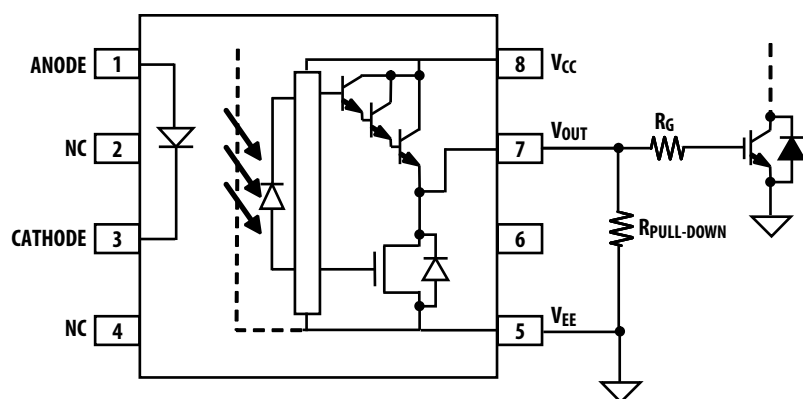 ANODE 1
8 VCC
NC 2
7 VOUT
RG
CATHODE 3
6
RPULL-DOWN
NC 4
5 VEE